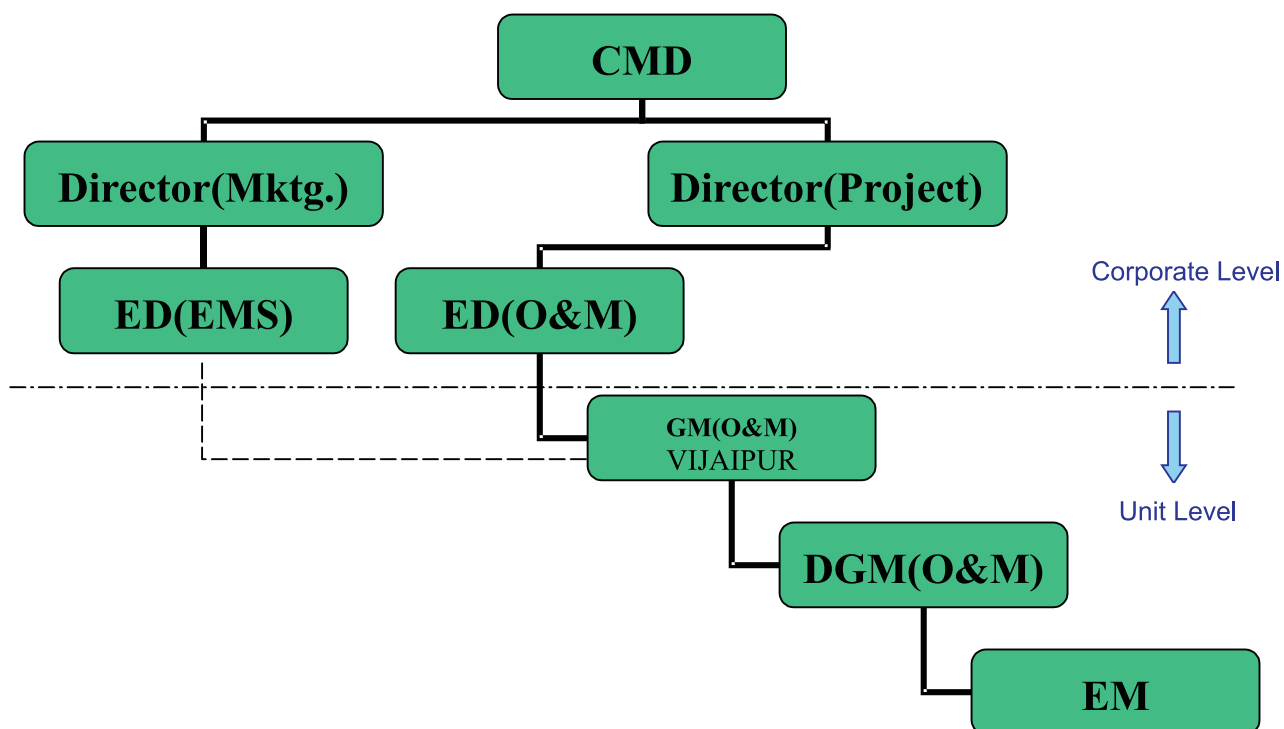 CMD
Director(Mktg.)
Director(Project)
ED(EMS)
ED(O&M)
Corporate Level
GM(O&M)
VIJAIPUR
Unit Level
DGM(O&M)
EM